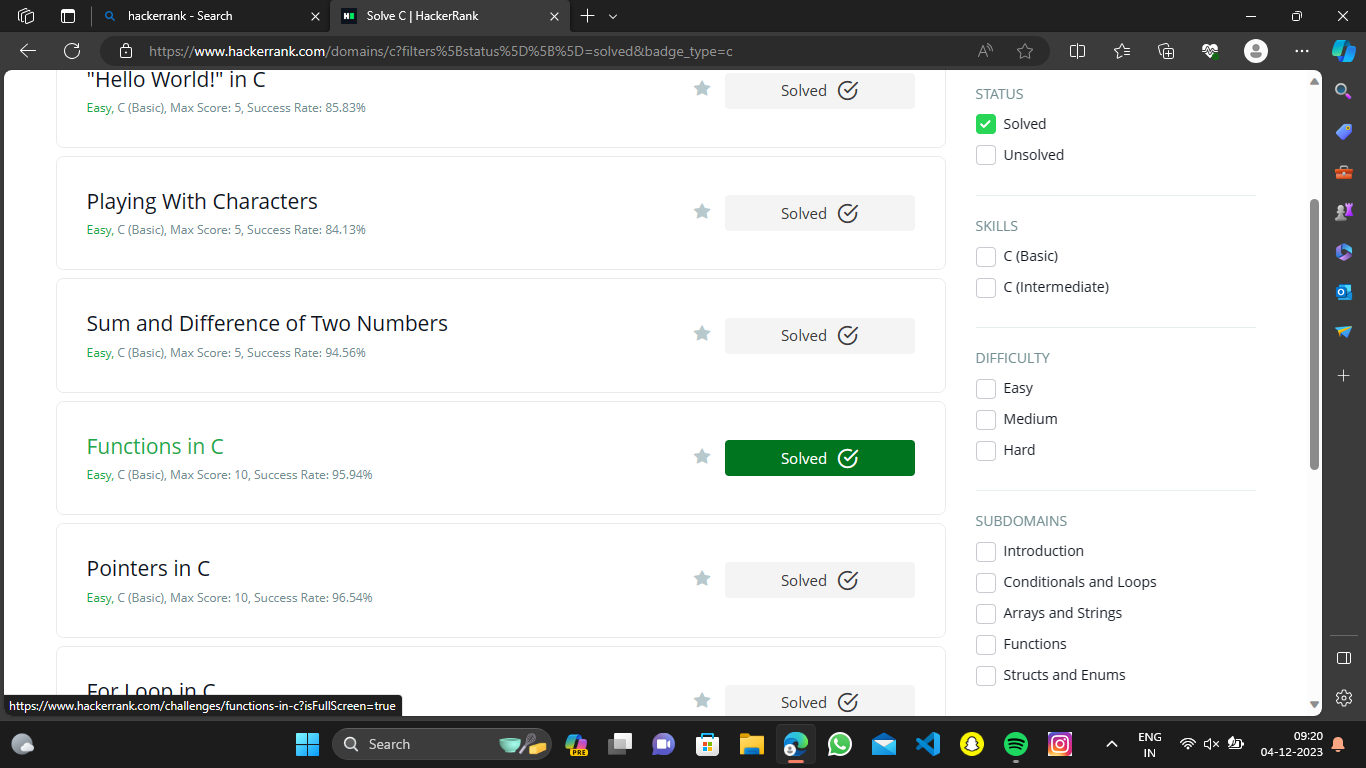 hackerrank - Search
Solve C | HackerRank
https://www.hackerrank.com/domains/c?filters%5Bstatus%5D%5B%5D=solved&badge_type=c
"Hello World!" in C
Easy, C (Basic), Max Score: 5, Success Rate: 85.83%
Solved
Playing With Characters
Easy, C (Basic), Max Score: 5, Success Rate: 84.13%
Solved
Sum and Difference of Two Numbers
Easy, C (Basic), Max Score: 5, Success Rate: 94.56%
Solved
Functions in C
Easy, C (Basic), Max Score: 10, Success Rate: 95.94%
Solved
Pointers in C
Easy, C (Basic), Max Score: 10, Success Rate: 96.54%
Solved
For Loop in C
Solved
STATUS
Solved
Unsolved
SKILLS
C (Basic)
C (Intermediate)
DIFFICULTY
Easy
Medium
Hard
SUBDOMAINS
Introduction
Conditionals and Loops
Arrays and Strings
Functions
Structs and Enums
https://www.hackerrank.com/challenges/functions-in-c?isFullScreen=true
Search
PRE
ENG
IN
09:20
04-12-2023